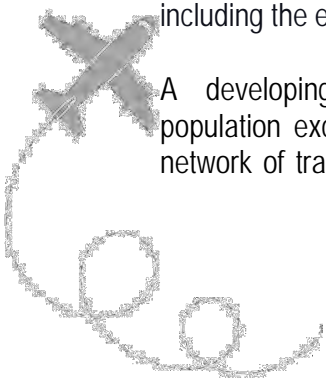 including the e
A developing
population exc
network of tra